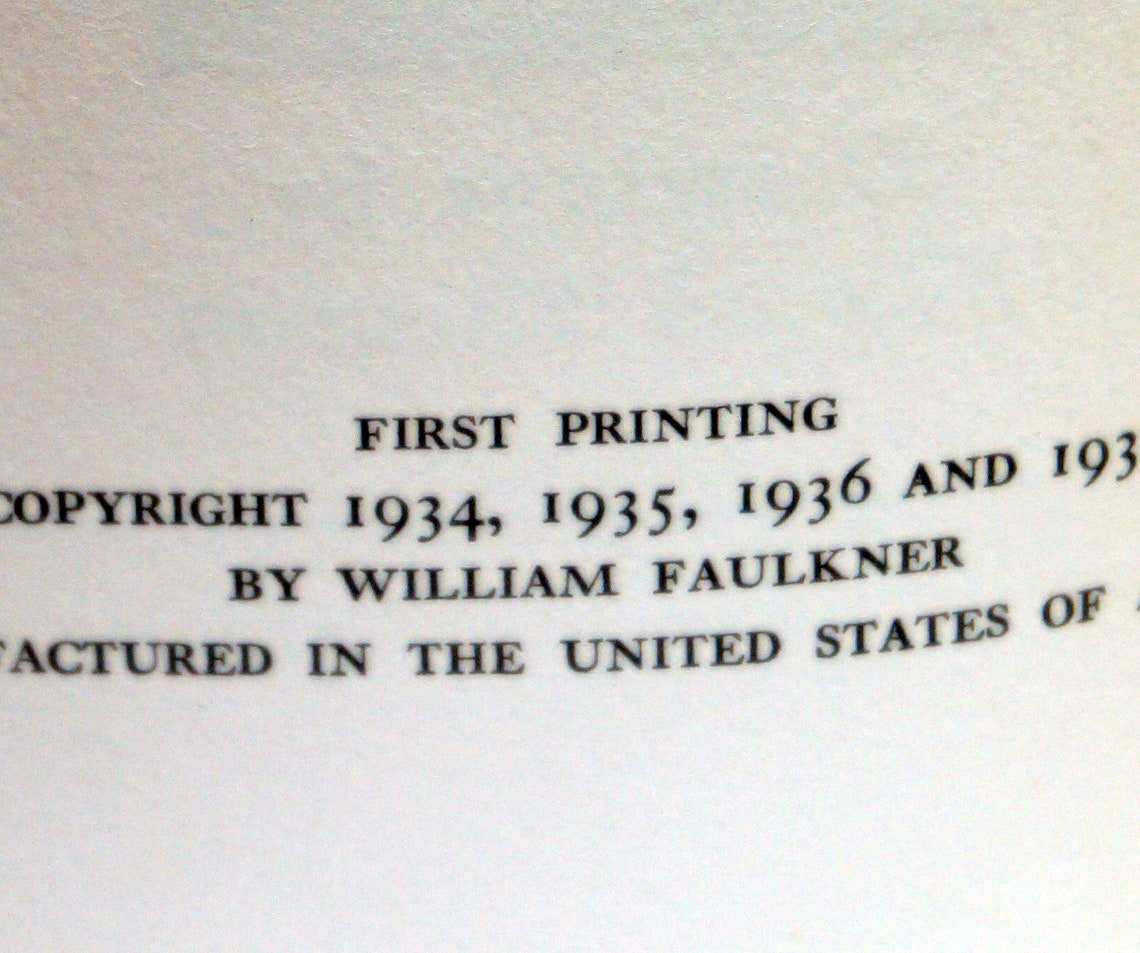 FIRST PRINTING
COPYRIGHT 1934, 1935, 1936 AND
BY WILLIAM FAULKNER
IN THE UNITED STATES OF